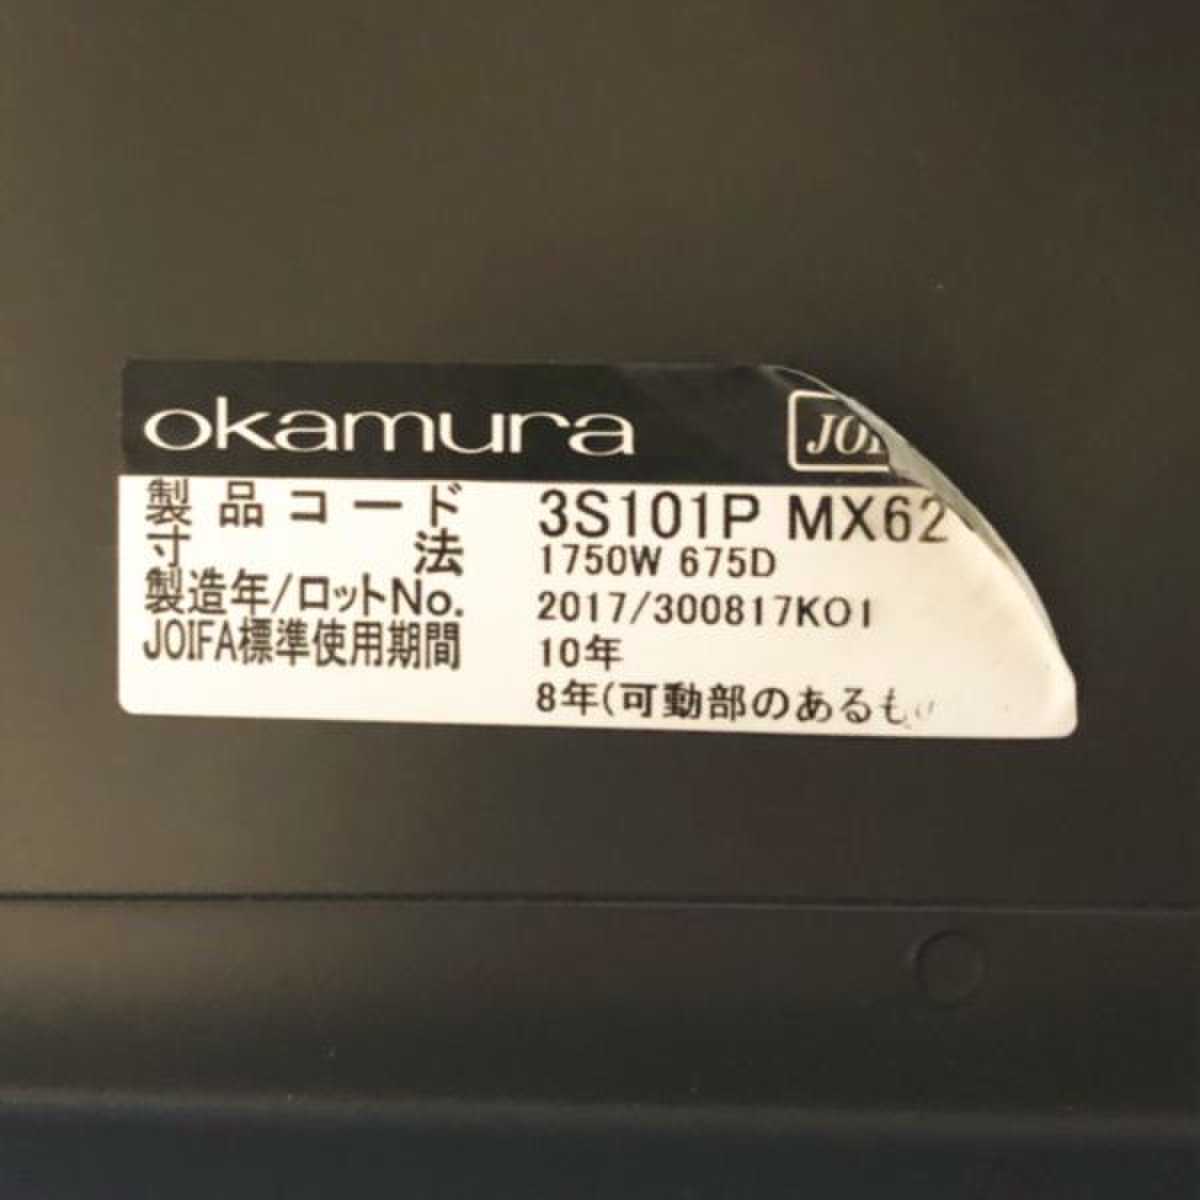 okamura
製品コード 3S101P MX62
寸法 1750W 675D
製造年/ロットNo. 2017/300817K01
JOIFA標準使用期間 10年
8年(可動部のあるも